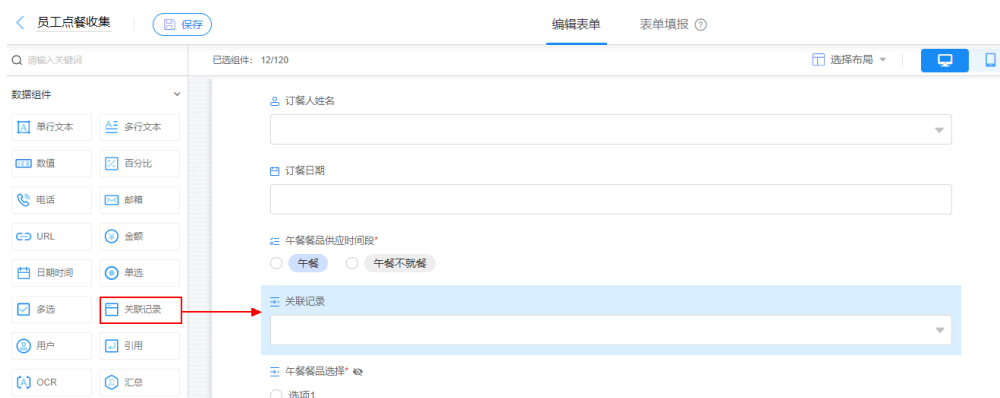 员工点餐收集
保存
编辑表单
表单填报
请输入关键词
已选组件： 12/120
选择布局
数据组件
单行文本
多行文本
数值
百分比
电话
邮箱
URL
金额
日期时间
单选
多选
关联记录
用户
引用
OCR
汇总
订餐人姓名
订餐日期
午餐餐品供应时间段*
午餐
午餐不就餐
关联记录
午餐餐品选择*
选项1